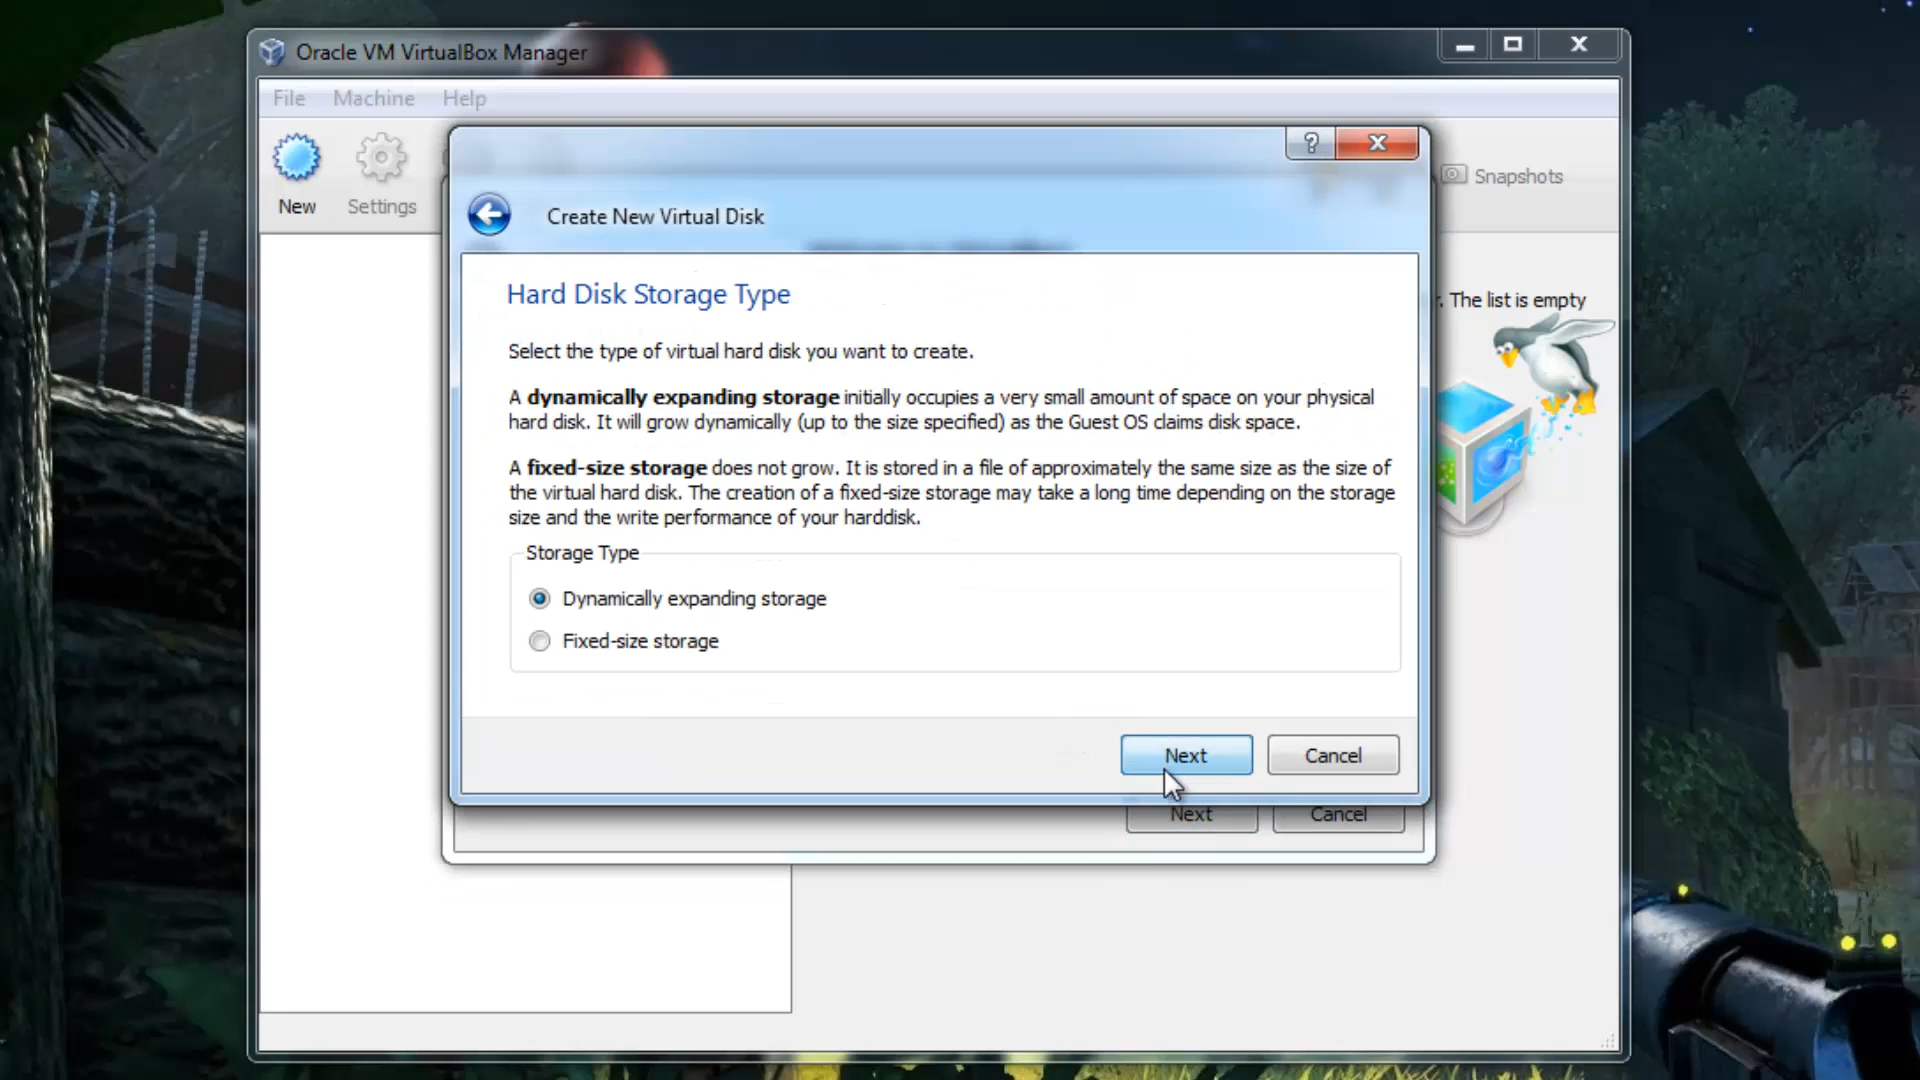 Oracle VM VirtualBox Manager
File Machine Help
New
Settings
Snapshots
Create New Virtual Disk
Hard Disk Storage Type
. The list is empty
Select the type of virtual hard disk you want to create.
A dynamically expanding storage initially occupies a very small amount of space on your physical
hard disk. It will grow dynamically (up to the size specified) as the Guest OS claims disk space.
A fixed-size storage does not grow. It is stored in a file of approximately the same size as the size of
the virtual hard disk. The creation of a fixed-size storage may take a long time depending on the storage
size and the write performance of your harddisk.
Storage Type
Dynamically expanding storage
Fixed-size storage
Next Cancel
Next Cancel